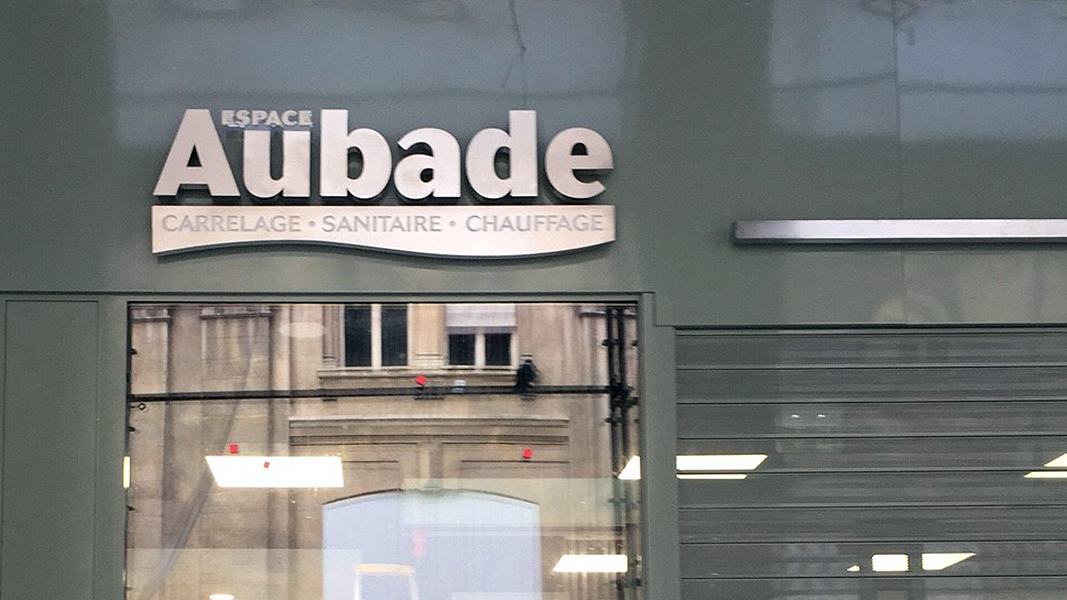 ESPACE
Aubade
CARRELAGE • SANITAIRE • CHAUFFAGE